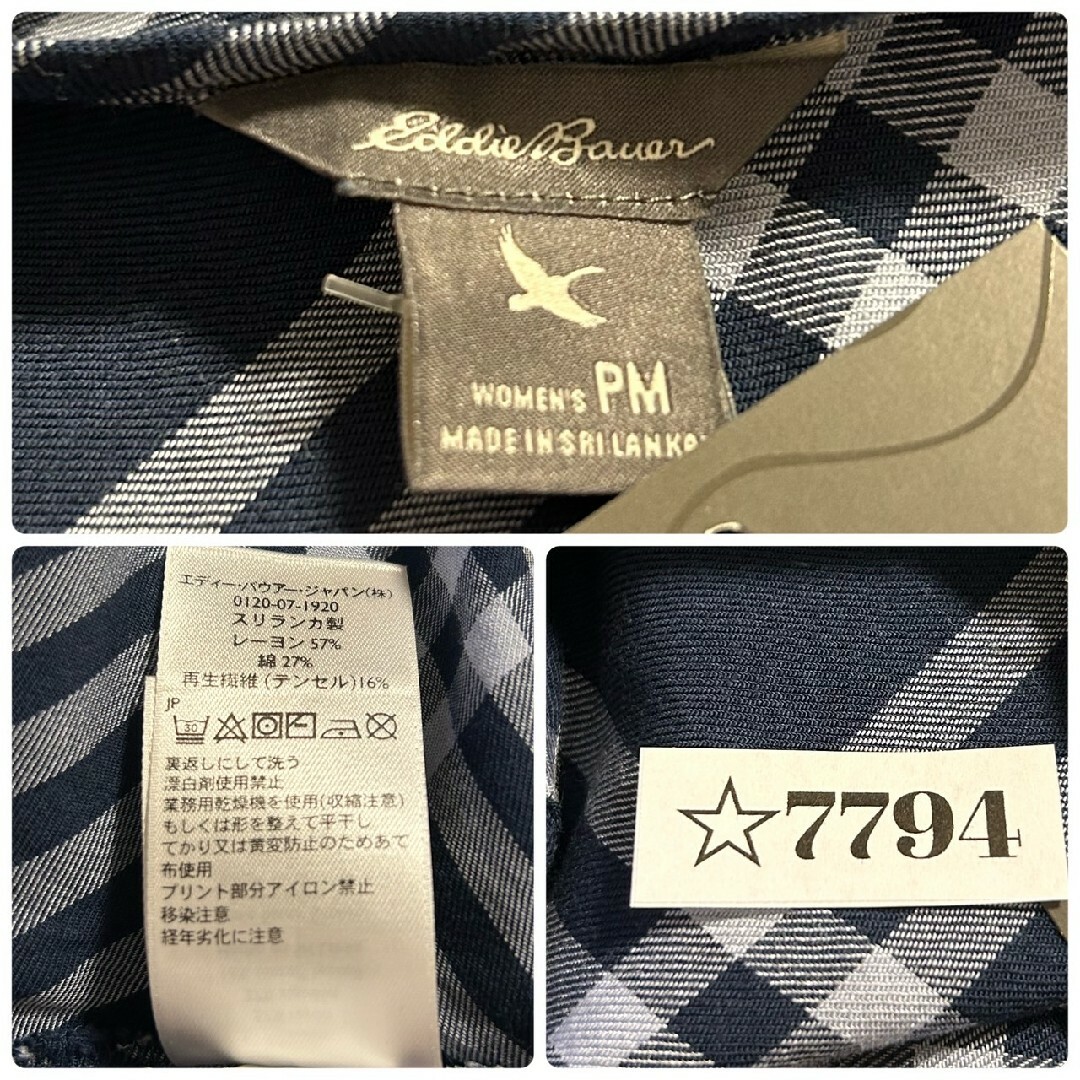 Eddie Bauer
WOMEN'S PM
MADE IN SRI LANKA
エディー・バウアー・ジャパン(株)
0120-07-1920
スリランカ製
レーヨン 57%
綿 27%
再生繊維 (テンセル)16%
JP
30
裏返しにして洗う
漂白剤使用禁止
業務用乾燥機を使用(収縮注意)
もしくは形を整えて平干し
てかり又は黄変防止のためあて
布使用
プリント部分アイロン禁止
移染注意
経年劣化に注意
☆7794